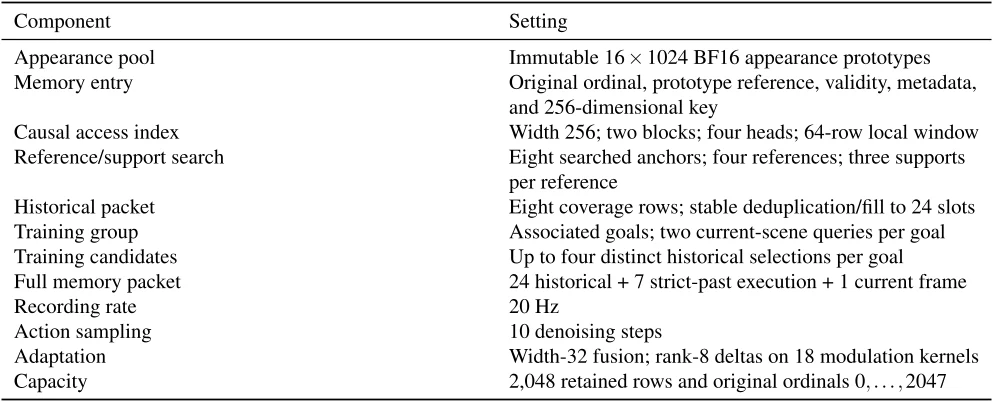 Component Setting
Appearance pool Immutable 16 × 1024 BF16 appearance prototypes
Memory entry Original ordinal, prototype reference, validity, metadata,
and 256-dimensional key
Causal access index Width 256; two blocks; four heads; 64-row local window
Reference/support search Eight searched anchors; four references; three supports
per reference
Historical packet Eight coverage rows; stable deduplication/fill to 24 slots
Training group Associated goals; two current-scene queries per goal
Training candidates Up to four distinct historical selections per goal
Full memory packet 24 historical + 7 strict-past execution + 1 current frame
Recording rate 20 Hz
Action sampling 10 denoising steps
Adaptation Width-32 fusion; rank-8 deltas on 18 modulation kernels
Capacity 2,048 retained rows and original ordinals 0, . . . , 2047